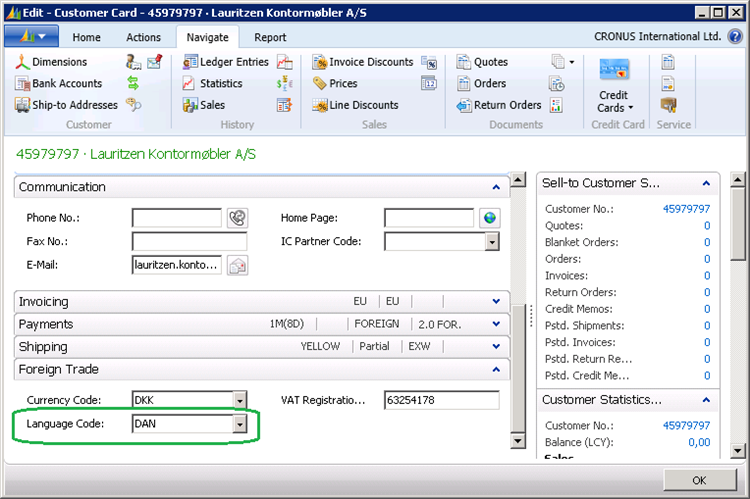 Edit - Customer Card - 45979797 · Lauritzen Kontormøbler A/S
Home Actions Navigate Report CRONUS International Ltd.
Dimensions Ledger Entries Invoice Discounts Quotes
Bank Accounts Statistics Prices Orders Credit Cards
Ship-to Addresses Sales Line Discounts Return Orders
Customer History Sales Documents Credit Card Service
45979797 · Lauritzen Kontormøbler A/S
Communication
Phone No.: Home Page:
Fax No.: IC Partner Code:
E-Mail: lauritzen.konto...
Invoicing EU EU
Payments 1M(8D) FOREIGN 2.0 FOR.
Shipping YELLOW Partial EXW
Foreign Trade
Currency Code: DKK VAT Registratio... 63254178
Language Code: DAN
Sell-to Customer S...
Customer No.: 45979797
Quotes: 0
Blanket Orders: 0
Orders: 0
Invoices: 0
Return Orders: 0
Credit Memos: 0
Pstd. Shipments: 0
Pstd. Invoices: 0
Pstd. Return Re... 0
Pstd. Credit Me... 0
Customer Statistics...
Customer No.: 45979797
Balance (LCY): 0,00
Sales
OK